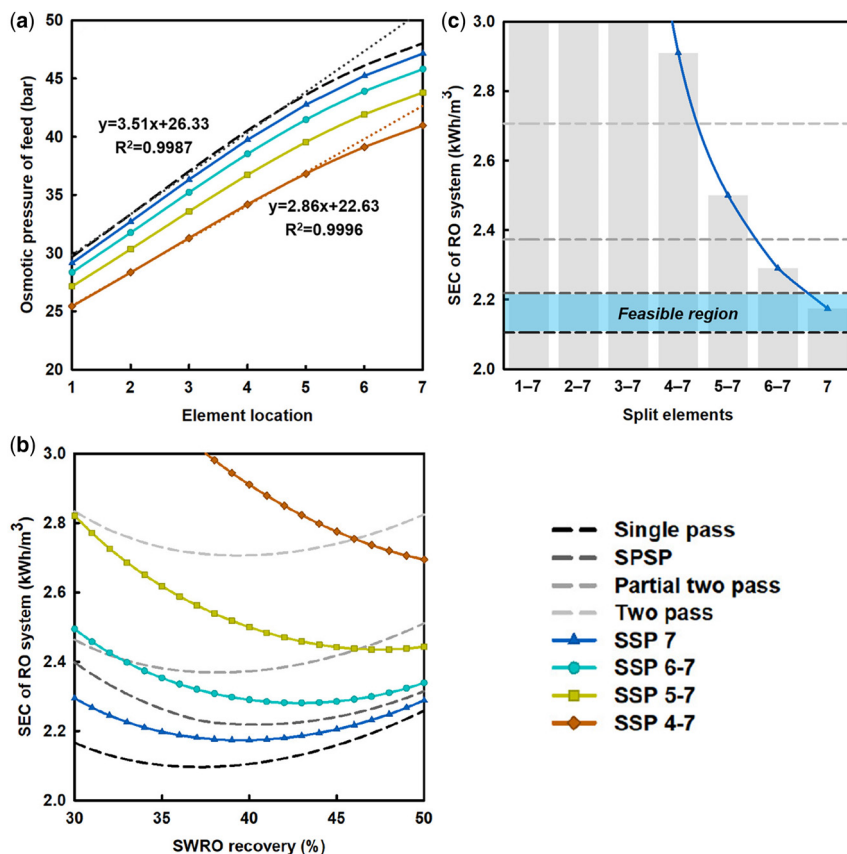 (a)
Osmotic pressure of feed (bar)
50
45
40
35
30
25
20
y=3.51x+26.33
R²=0.9987
y=2.86x+22.63
R²=0.9996
1 2 3 4 5 6 7
Element location
(c)
SEC of RO system (kWh/m³)
3.0
2.8
2.6
2.4
2.2
2.0
Feasible region
1–7 2–7 3–7 4–7 5–7 6–7 7
Split elements
(b)
SEC of RO system (kWh/m³)
3.0
2.8
2.6
2.4
2.2
2.0
30 35 40 45 50
SWRO recovery (%)
Single pass
SPSP
Partial two pass
Two pass
SSP 7
SSP 6-7
SSP 5-7
SSP 4-7